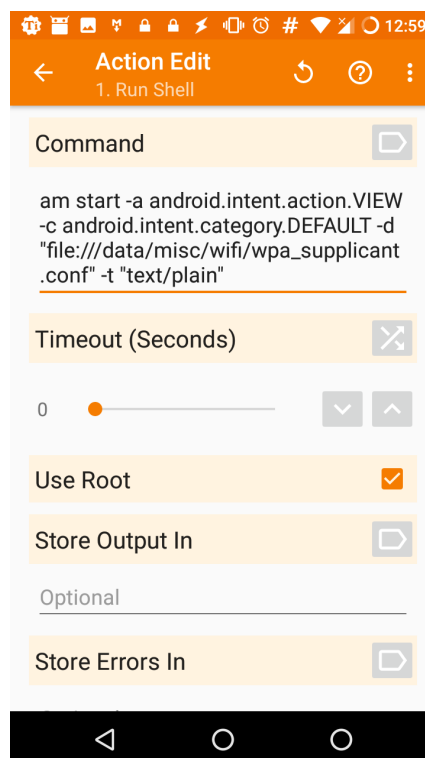 12:59
Action Edit
1. Run Shell
Command
am start -a android.intent.action.VIEW
-c android.intent.category.DEFAULT -d
"file:///data/misc/wifi/wpa_supplicant
.conf" -t "text/plain"
Timeout (Seconds)
0
Use Root
Store Output In
Optional
Store Errors In